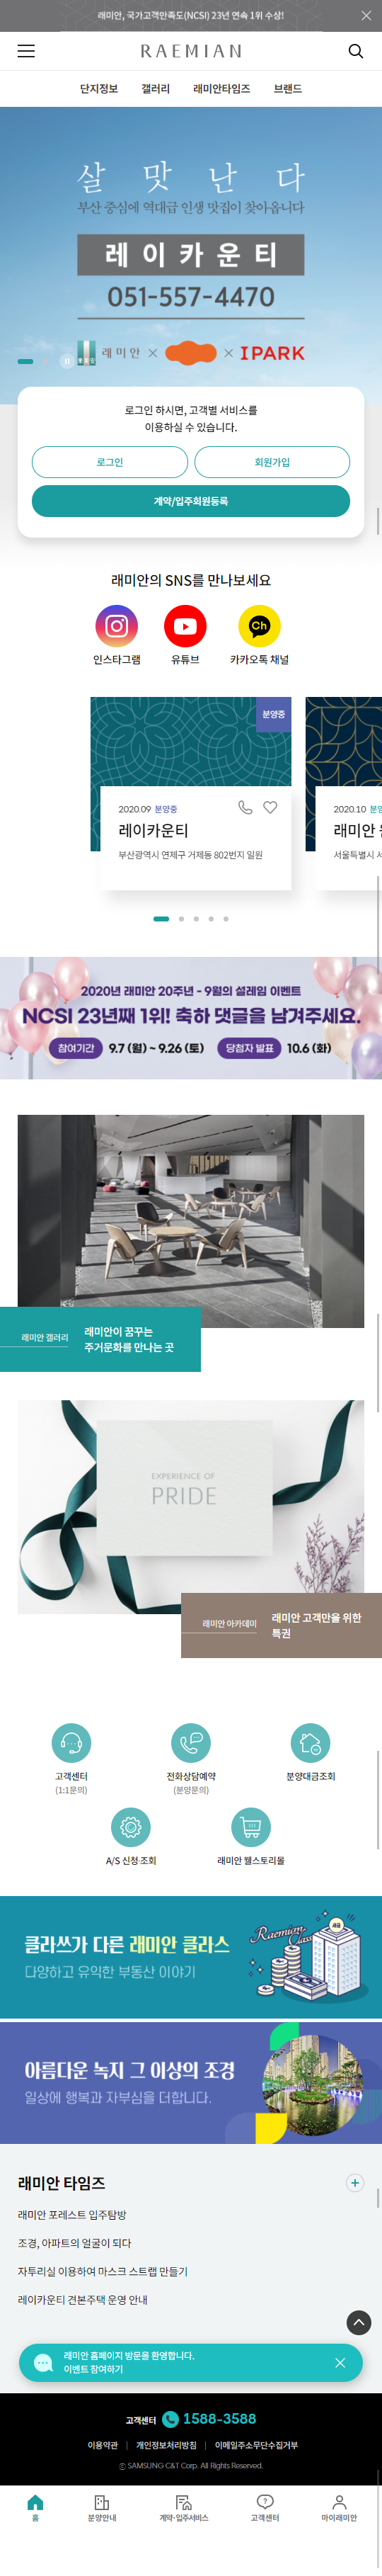 래미안, 국가고객만족도(NCSI) 23년 연속 1위 수상!
RAEMIAN
단지정보 갤러리 래미안타임즈 브랜드
살 맛 난 다
부산 중심에 역대급 인생 맛집이 찾아옵니다
레이카운티
051-557-4470
래미안 × × IPARK
로그인 하시면, 고객별 서비스를
이용하실 수 있습니다.
로그인 회원가입
계약/입주회원등록
래미안의 SNS를 만나보세요
Ch
인스타그램 유튜브 카카오톡 채널
분양중
2020.09 분양중
레이카운티
부산광역시 연제구 거제동 802번지 일원
2020.10
래미안
서울특별시
2020년 래미안 20주년 - 9월의 설레임 이벤트
NCSI 23년째 1위! 축하 댓글을 남겨주세요.
참여기간 9.7 (월) ~ 9.26 (토) 당첨자 발표 10.6 (화)
래미안 갤러리
래미안이 꿈꾸는
주거문화를 만나는 곳
EXPERIENCE OF
PRIDE
래미안 아카데미
래미안 고객만을 위한
특권
고객센터
(1:1문의)
전화상담예약
(분양문의)
분양대금조회
A/S 신청·조회
래미안 웰스토리몰
클라쓰가 다른 래미안 클라스
다양하고 유익한 부동산 이야기
Raemian
Class
세금
아름다운 녹지 그 이상의 조경
일상에 행복과 자부심을 더합니다.
래미안 타임즈
래미안 포레스트 입주탐방
조경, 아파트의 얼굴이 되다
자투리실 이용하여 마스크 스트랩 만들기
레이카운티 견본주택 운영 안내
래미안 홈페이지 방문을 환영합니다.
이벤트 참여하기
고객센터 1588-3588
이용약관 개인정보처리방침 이메일주소무단수집거부
ⓒ SAMSUNG C&T Corp. All Rights Reserved.
홈 분양안내 계약·입주서비스 고객센터 마이래미안